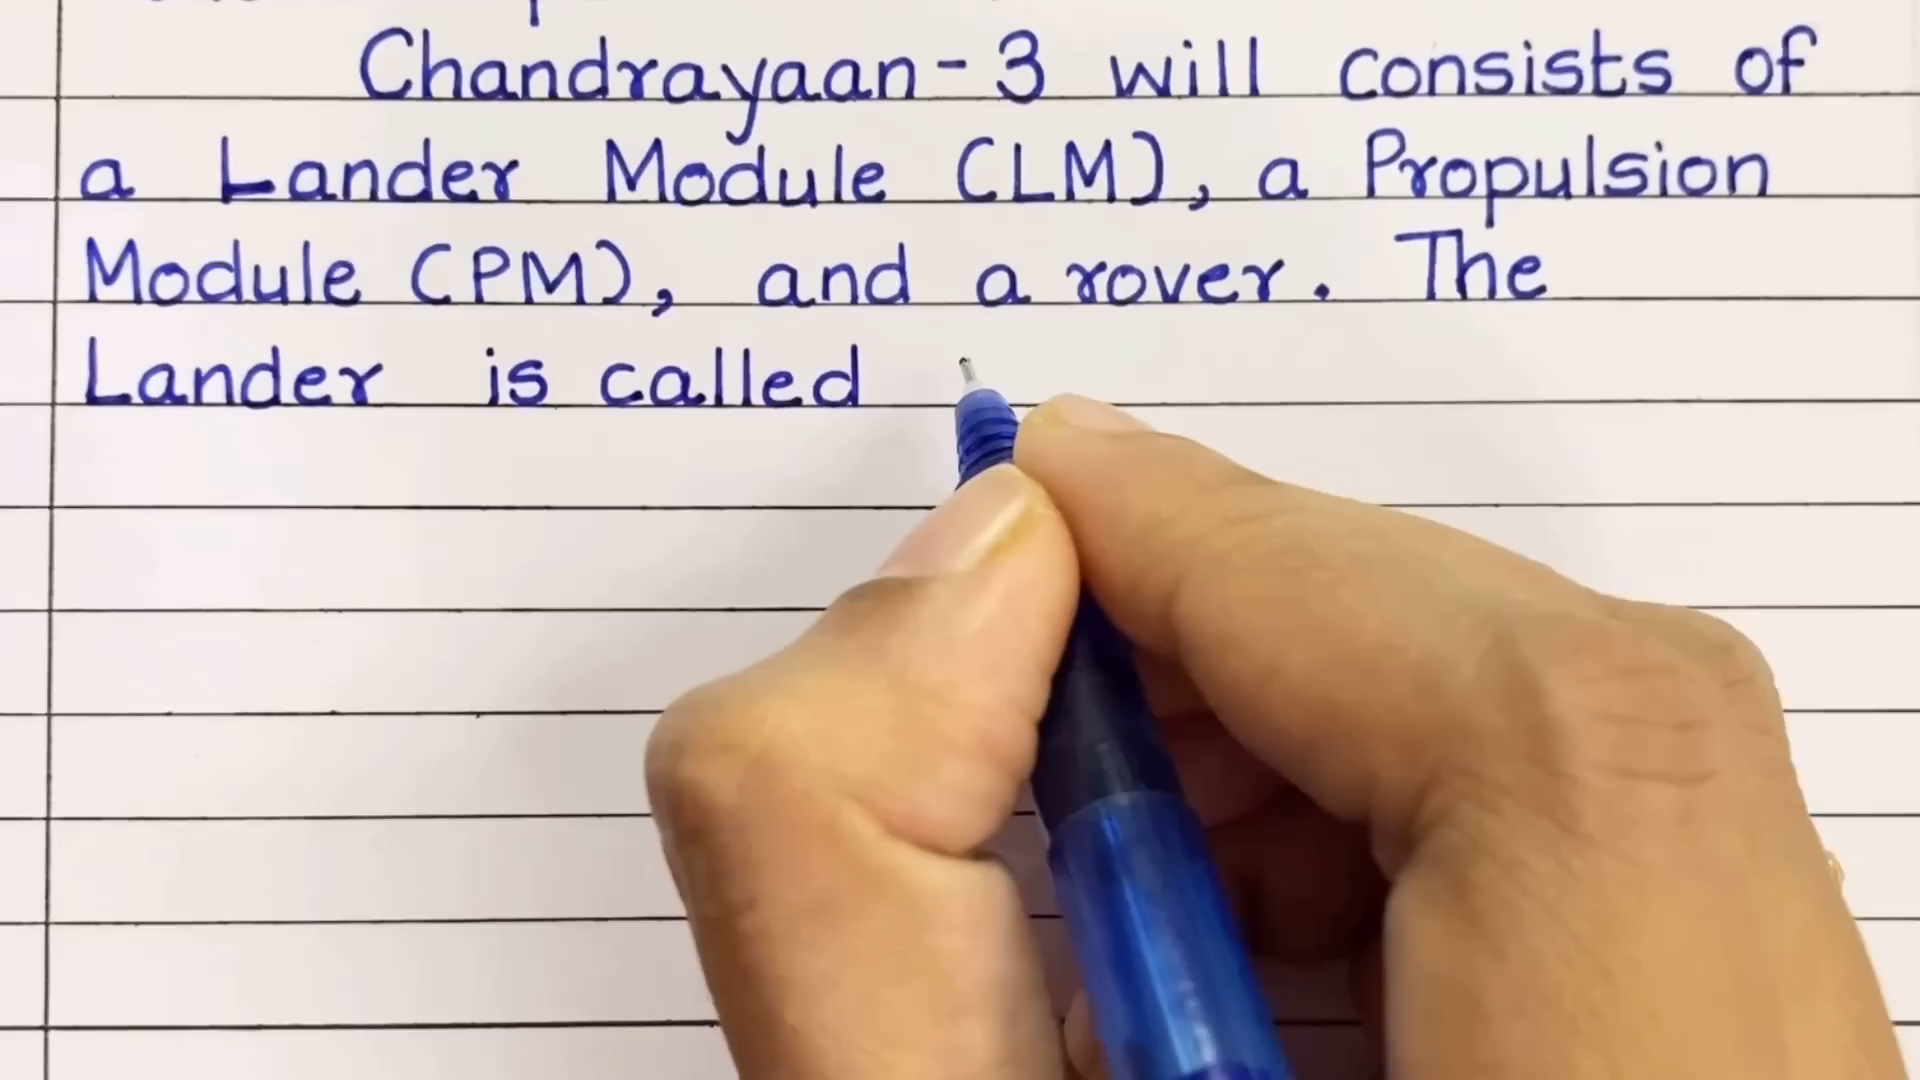 Chandrayaan-3 will consists of
a Lander Module (LM), a Propulsion
Module (PM), and a rover. The
Lander is called